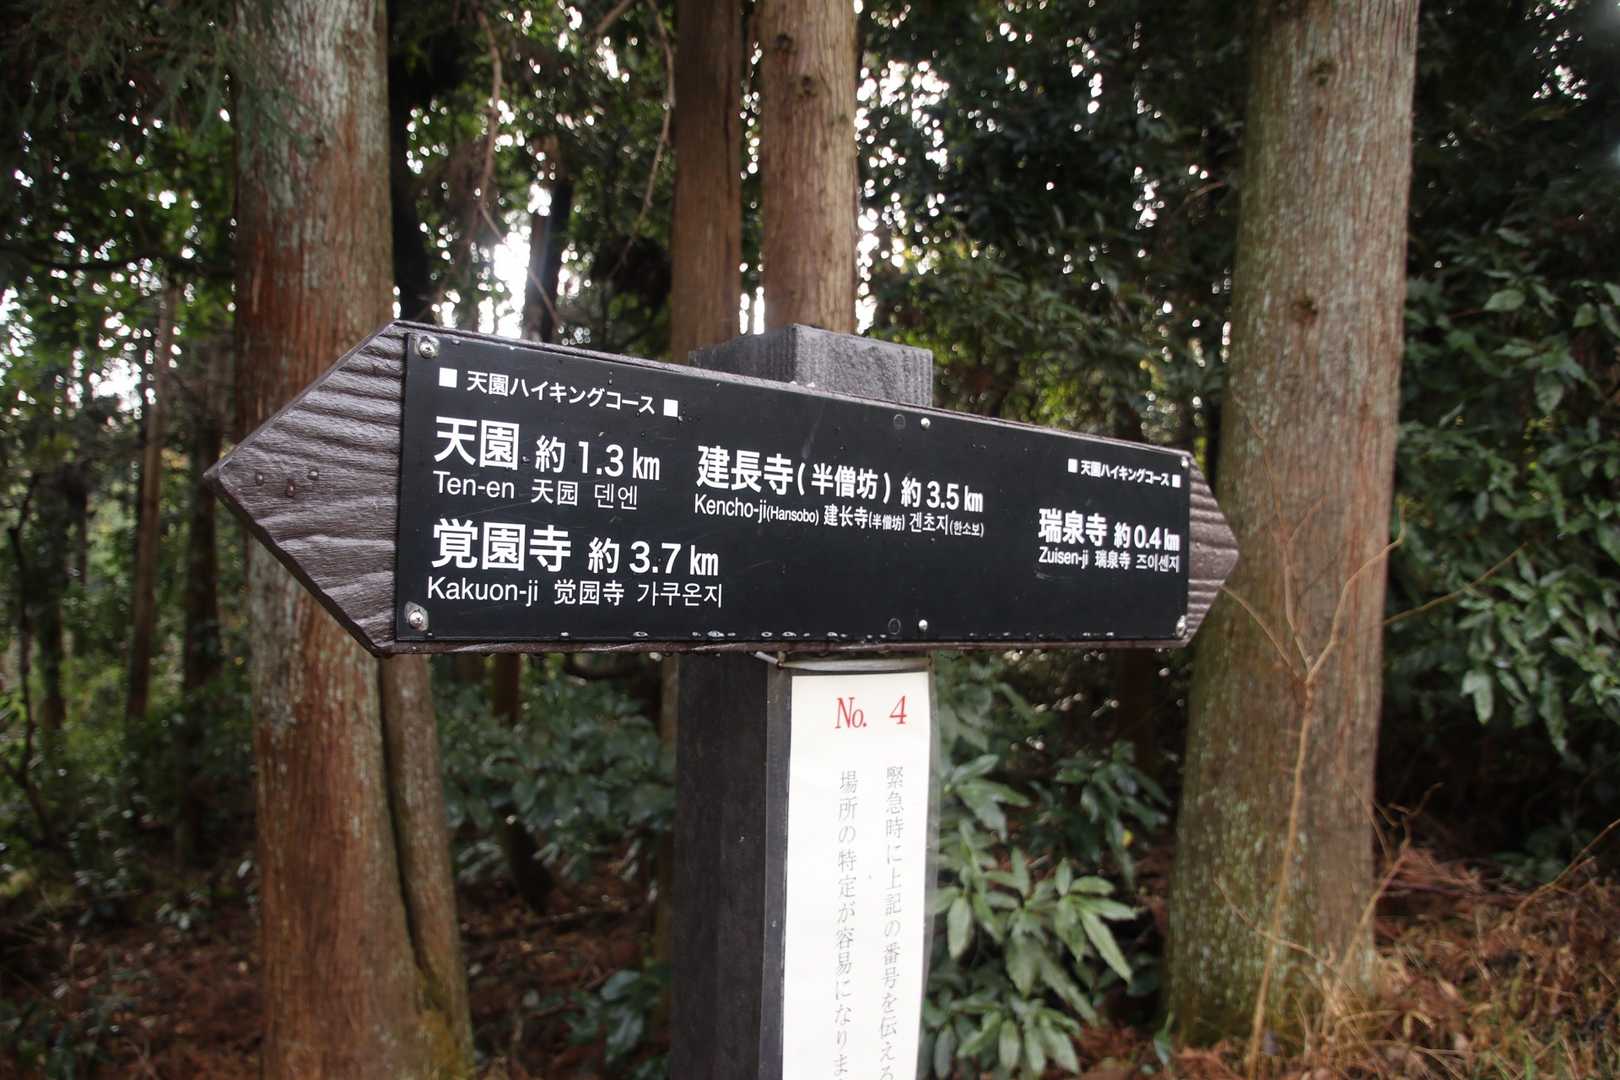 ■ 天園ハイキングコース ■
天園 約 1.3 ㎞
Ten-en 天园 덴엔
覚園寺 約 3.7 ㎞
Kakuon-ji 觉园寺 가쿠온지
建長寺(半僧坊) 約 3.5 ㎞
Kencho-ji(Hansobo) 建长寺(半僧坊) 겐초지(한소보)
■ 天園ハイキングコース ■
瑞泉寺 約 0.4 ㎞
Zuisen-ji 瑞泉寺 즈이센지
No. 4
緊急時に上記の番号を伝える
場所の特定が容易になりま